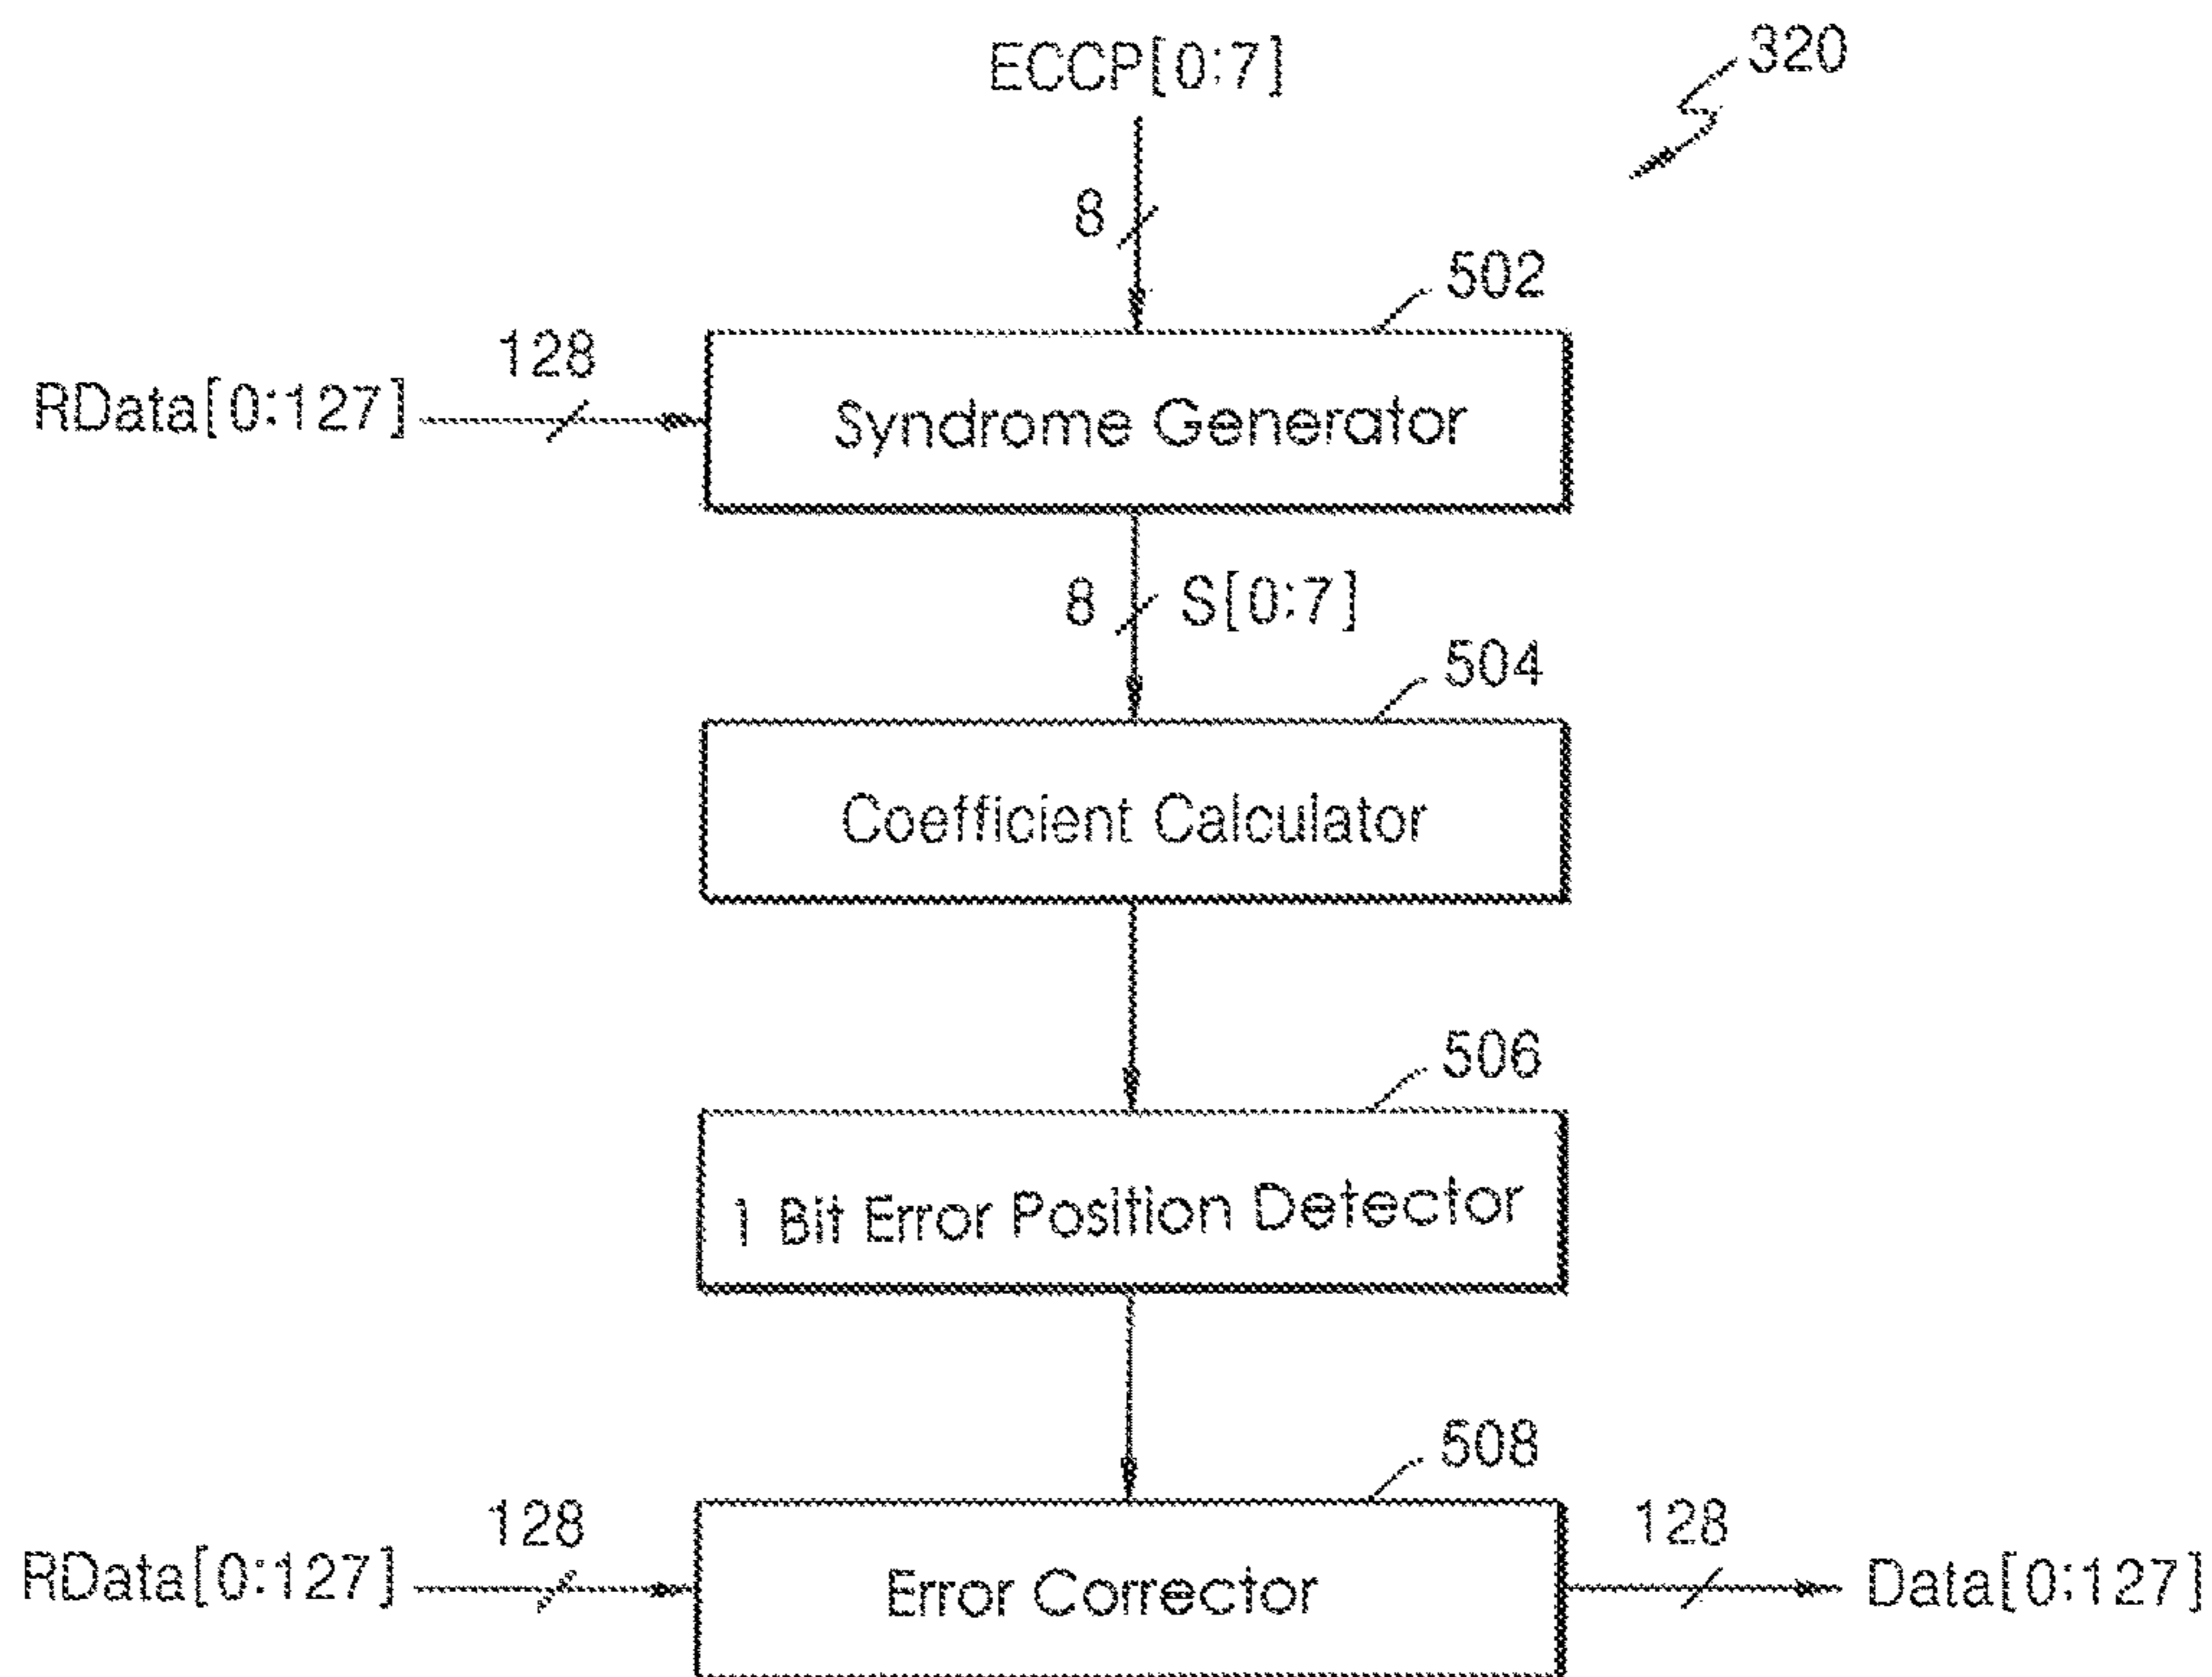 ECCP[0:7]
320
8
502
128
RData[0:127]
Syndrome Generator
8
S[0:7]
504
Coefficient Calculator
506
1 Bit Error Position Detector
508
128
128
RData[0:127]
Error Corrector
Data[0:127]